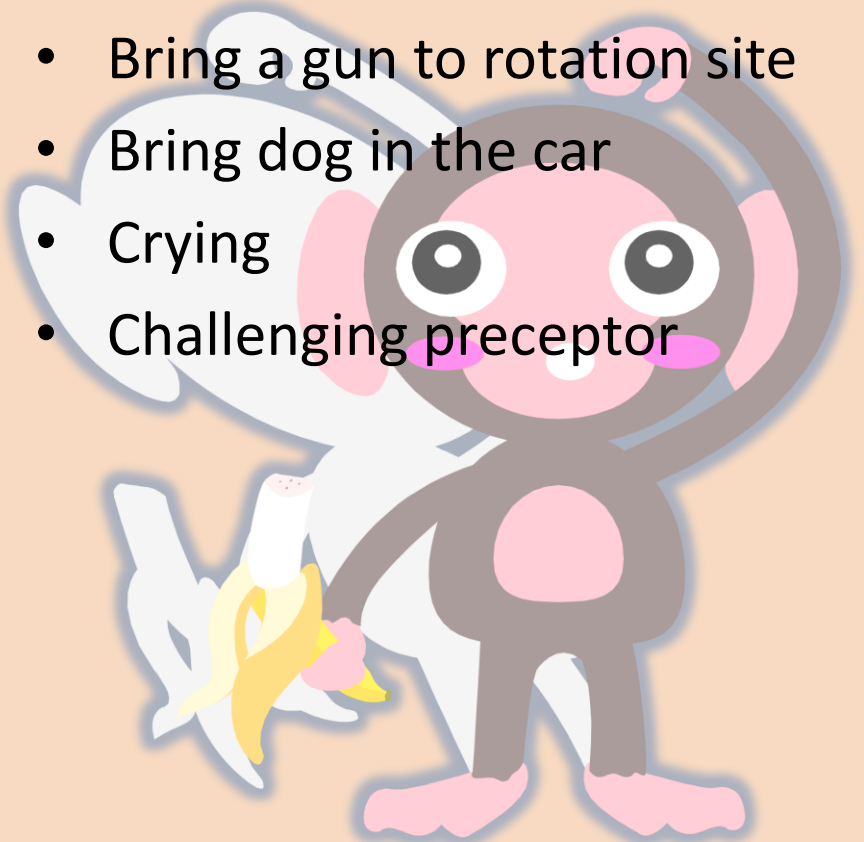 • Bring a gun to rotation site
• Bring dog in the car
• Crying
• Challenging preceptor